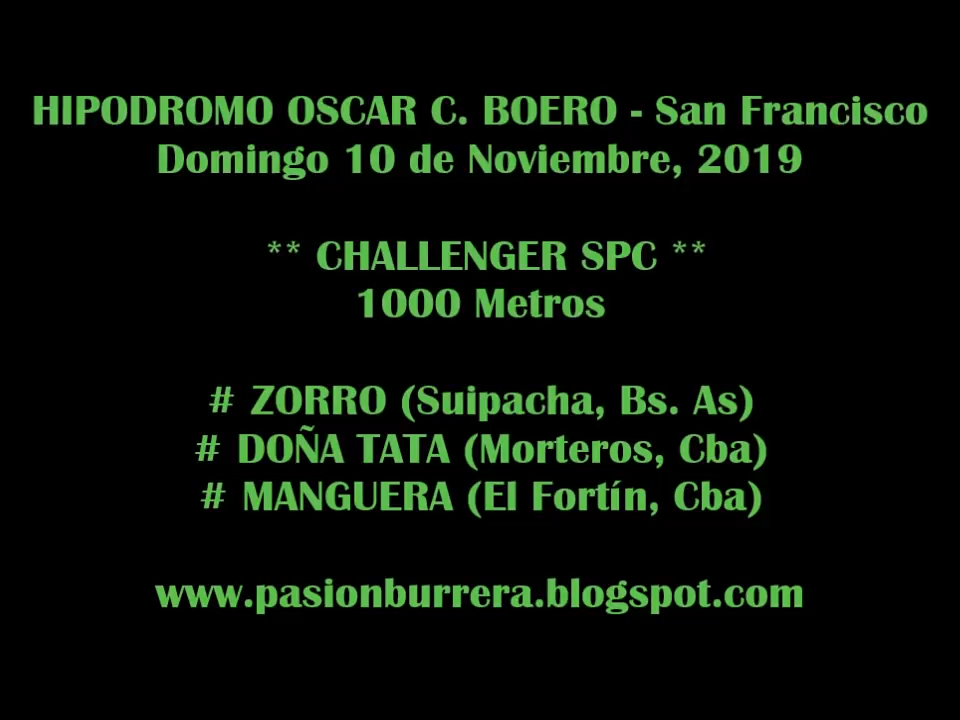 HIPODROMO OSCAR C. BOERO - San Francisco
Domingo 10 de Noviembre, 2019
** CHALLENGER SPC **
1000 Metros
# ZORRO (Suipacha, Bs. As)
# DOÑA TATA (Morteros, Cba)
# MANGUERA (El Fortín, Cba)
www.pasionburrera.blogspot.com